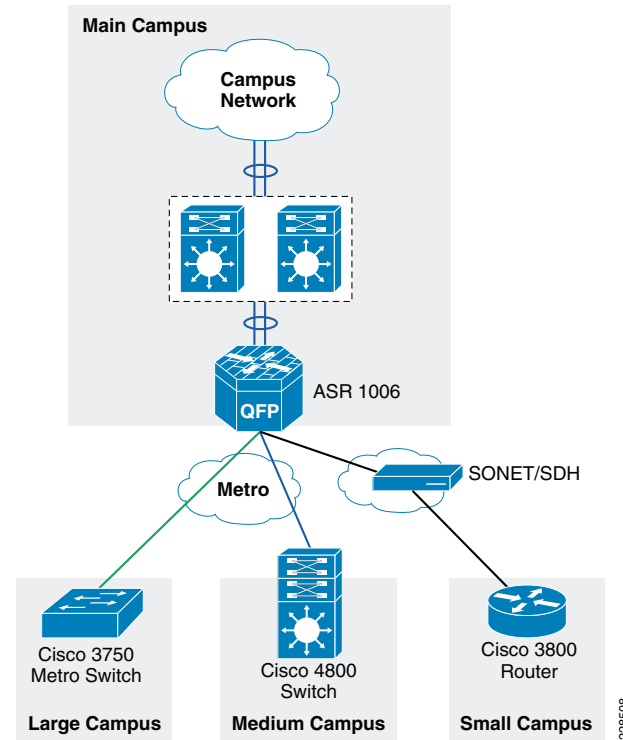 Main Campus
Campus
Network
ASR 1006
QFP
SONET/SDH
Metro
Cisco 3750
Metro Switch
Cisco 4800
Switch
Cisco 3800
Router
Large Campus
Medium Campus
Small Campus